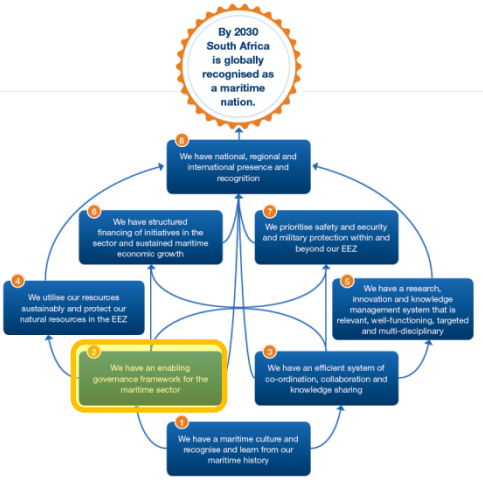 By 2030
South Africa
is globally
recognised as
a maritime
nation.
8
We have national, regional and
international presence and
recognition
6
We have structured
financing of initiatives in the
sector and sustained maritime
economic growth
7
We prioritise safety and security
and military protection within and
beyond our EEZ
4
We utilise our resources
sustainably and protect our
natural resources in the EEZ
5
We have a research,
innovation and knowledge
management system that is
relevant, well-functioning, targeted
and multi-disciplinary
2
We have an enabling
governance framework for the
maritime sector
3
We have an efficient system of
co-ordination, collaboration and
knowledge sharing
1
We have a maritime culture and
recognise and learn from our
maritime history